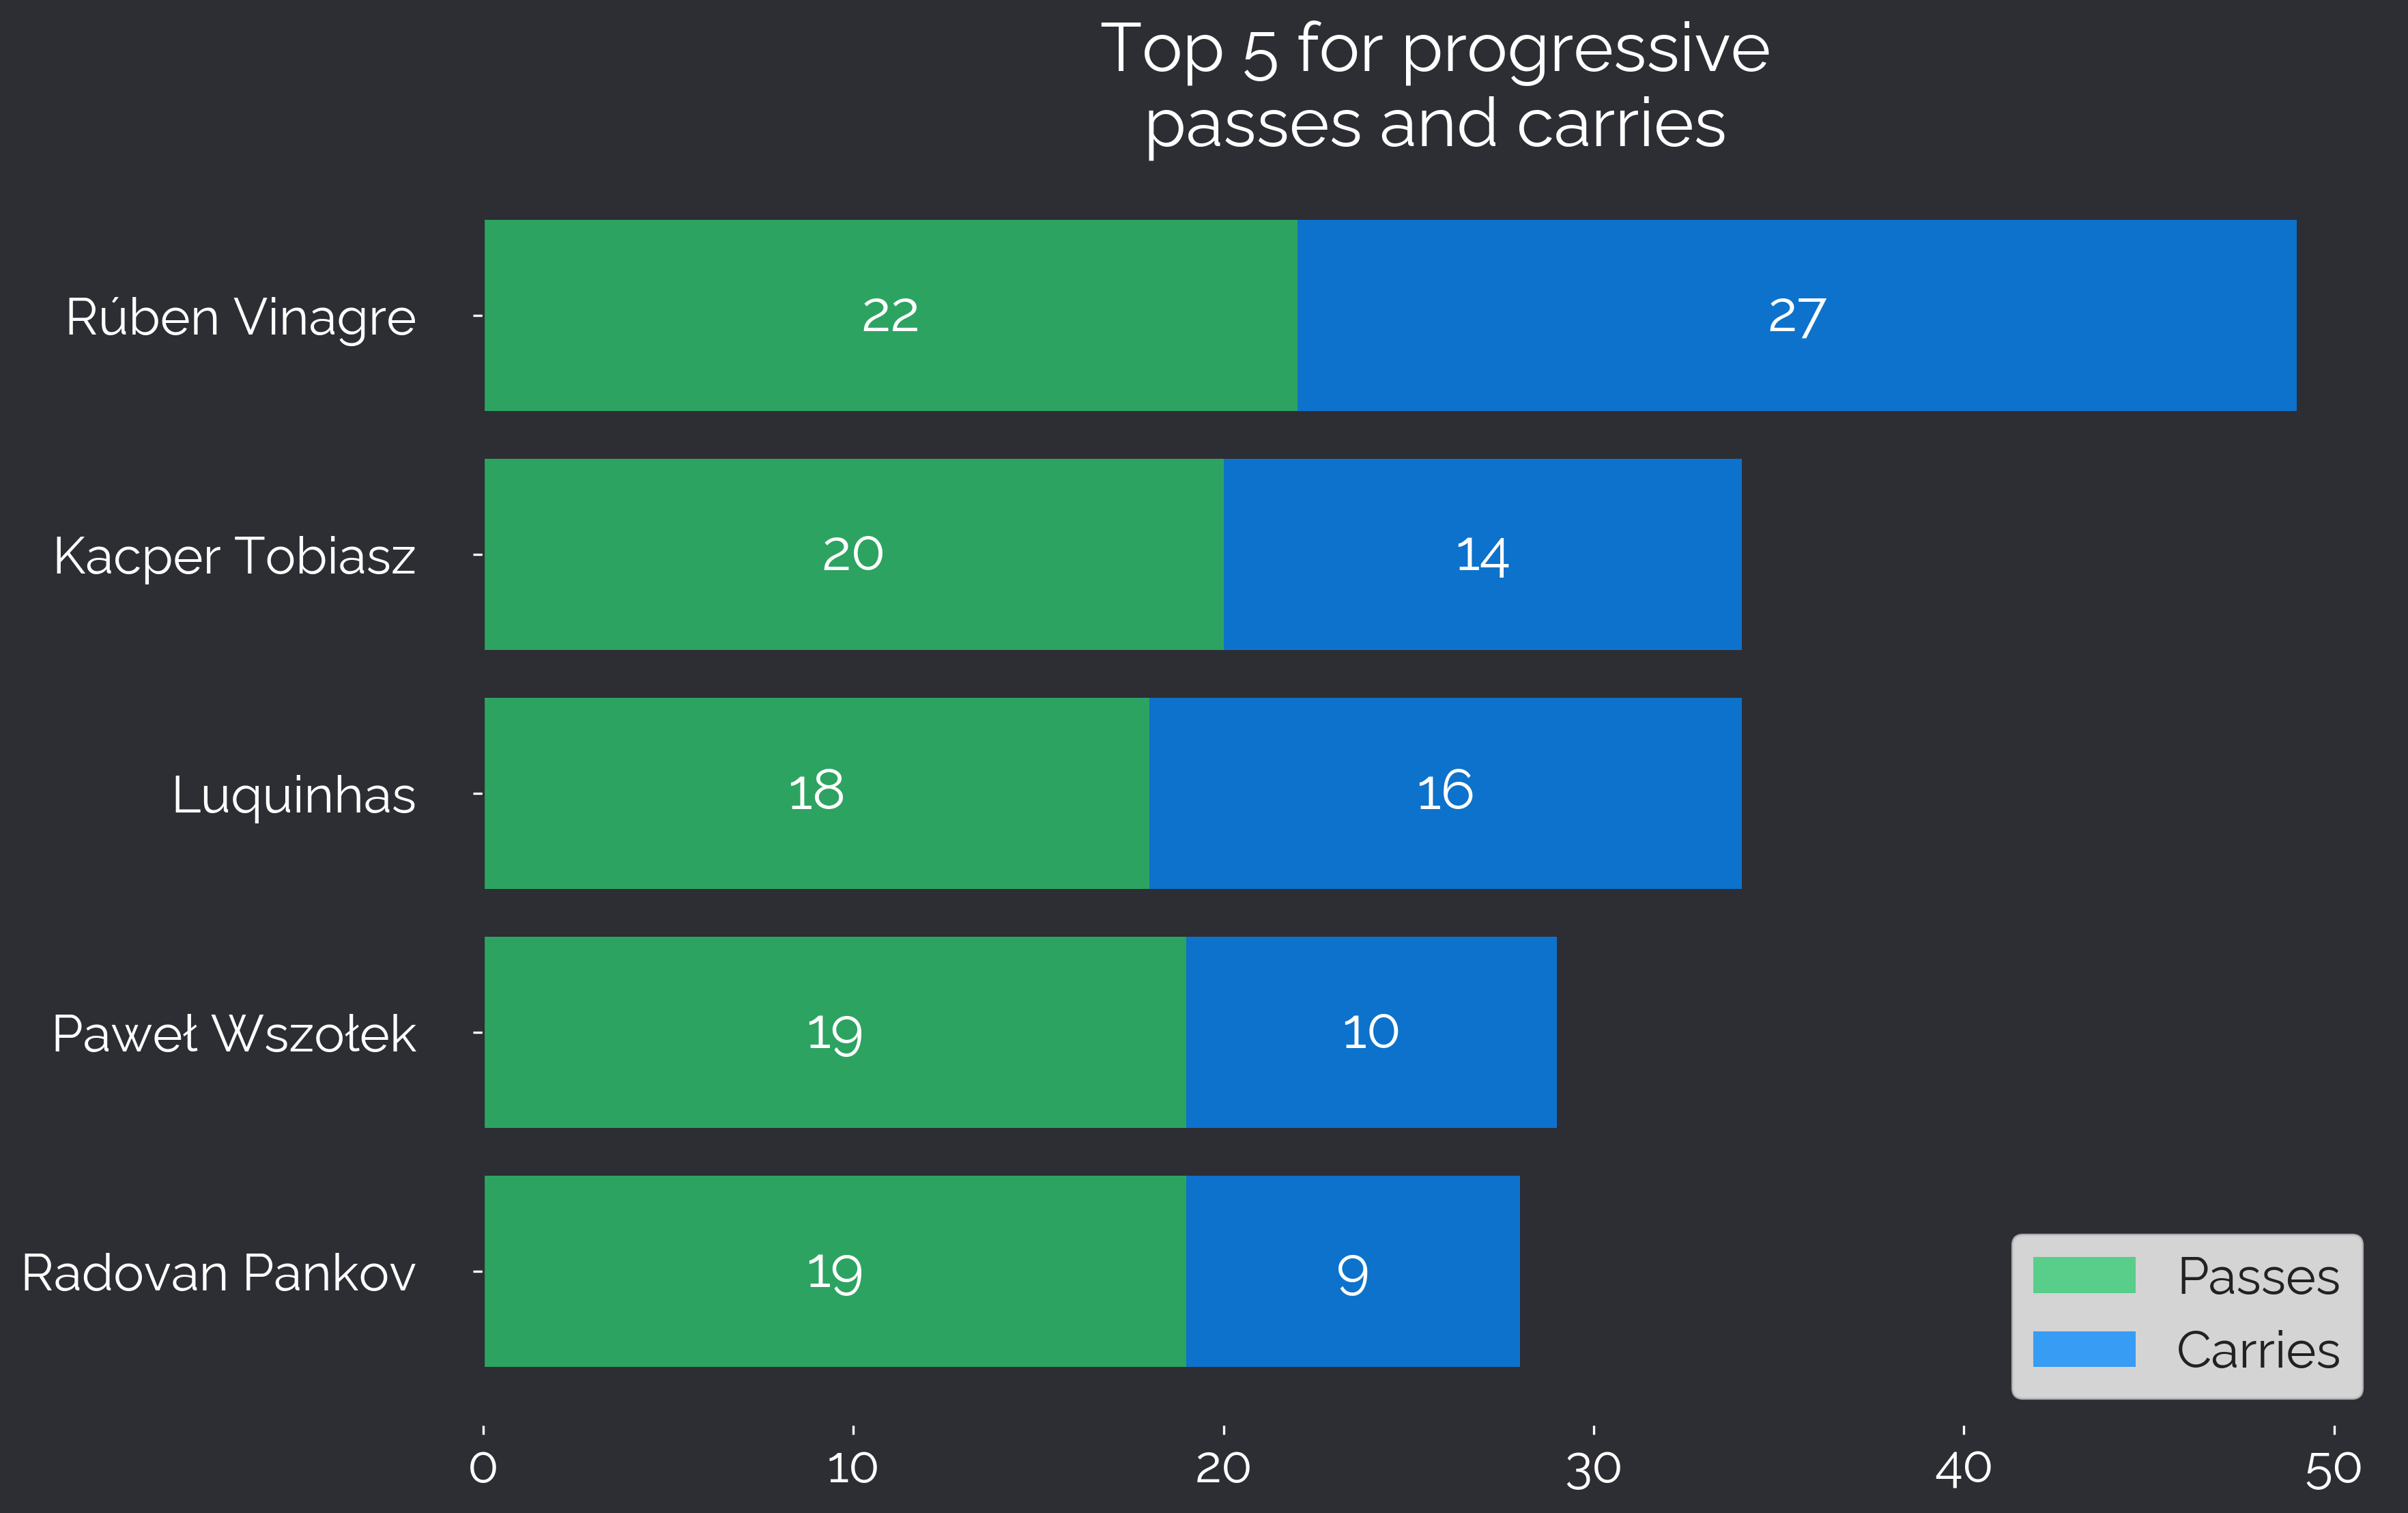 Top 5 for progressive
passes and carries
Rúben Vinagre 22 27
Kacper Tobiasz 20 14
Luquinhas 18 16
Paweł Wszołek 19 10
Radovan Pankov 19 9
Passes
Carries
0 10 20 30 40 50